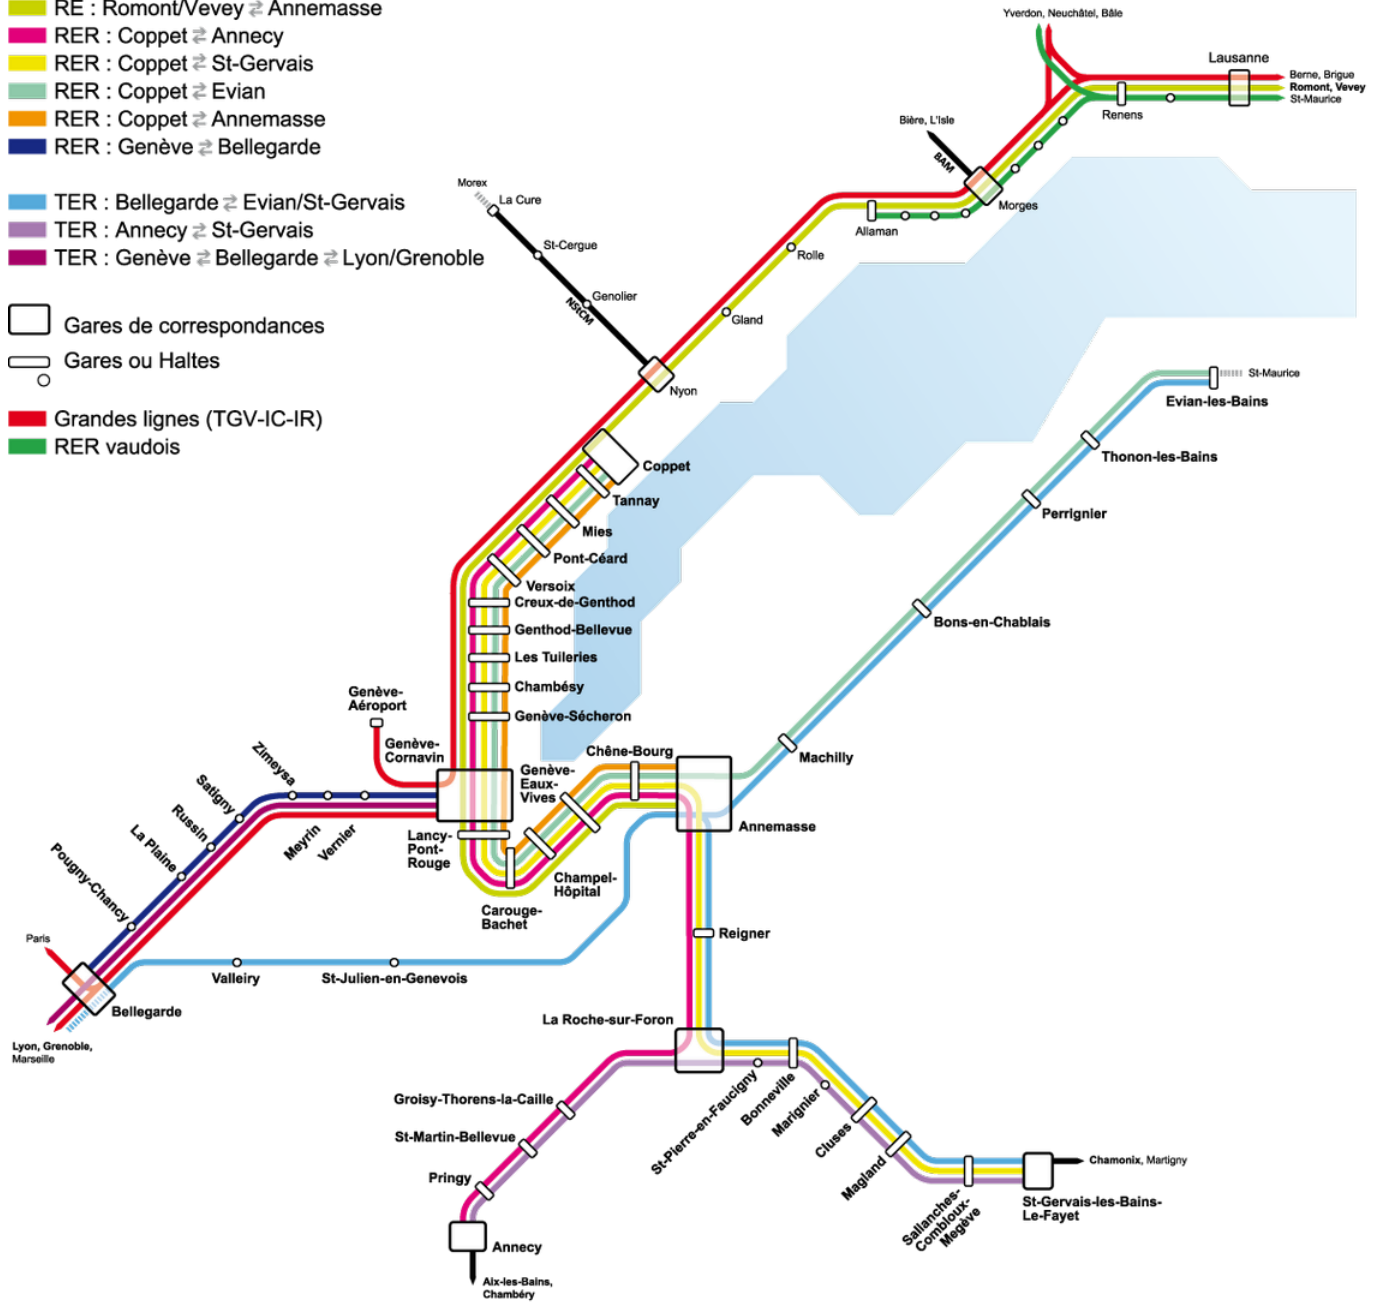 RE : Romont/Vevey ⇄ Annemasse
RER : Coppet ⇄ Annecy
RER : Coppet ⇄ St-Gervais
RER : Coppet ⇄ Evian
RER : Coppet ⇄ Annemasse
RER : Genève ⇄ Bellegarde
TER : Bellegarde ⇄ Evian/St-Gervais
TER : Annecy ⇄ St-Gervais
TER : Genève ⇄ Bellegarde ⇄ Lyon/Grenoble
Gares de correspondances
Gares ou Haltes
Grandes lignes (TGV-IC-IR)
RER vaudois
Yverdon, Neuchâtel, Bâle
Lausanne
Berne, Brigue
Romont, Vevey
St-Maurice
Renens
Bière, L'Isle
BAM
Morges
Allaman
Rolle
Gland
Morex
La Cure
St-Cergue
Genolier
NStCM
Nyon
Coppet
Tannay
Mies
Pont-Céard
Versoix
Creux-de-Genthod
Genthod-Bellevue
Les Tuileries
Chambésy
Genève-Sécheron
St-Maurice
Evian-les-Bains
Thonon-les-Bains
Perrignier
Bons-en-Chablais
Machilly
Annemasse
Genève-
Aéroport
Genève-
Cornavin
Chêne-Bourg
Genève-
Eaux-
Vives
Champel-
Hôpital
Carouge-
Bachet
Lancy-
Pont-
Rouge
Zimeysa
Satigny
Russin
La Plaine
Pougny-Chancy
Meyrin
Vernier
Paris
Bellegarde
Lyon, Grenoble,
Marseille
Valleiry
St-Julien-en-Genevois
Reigner
La Roche-sur-Foron
Groisy-Thorens-la-Caille
St-Martin-Bellevue
Pringy
Annecy
Aix-les-Bains,
Chambéry
St-Pierre-en-Faucigny
Bonneville
Marignier
Cluses
Magland
Sallanches-
Combloux-
Megève
Chamonix, Martigny
St-Gervais-les-Bains-
Le-Fayet